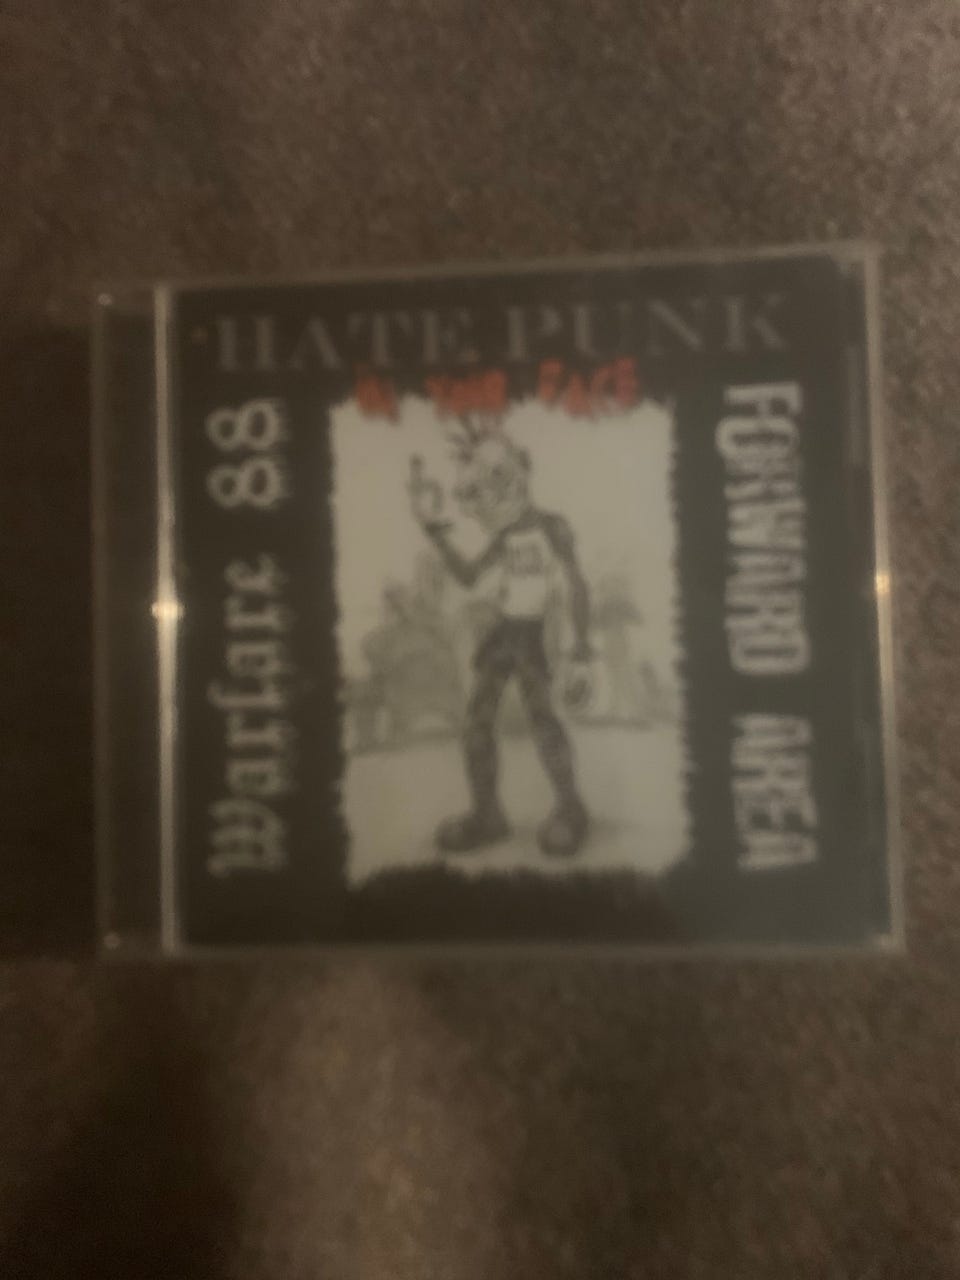 HATE PUNK
IN YOUR FACE
Warfare 88
FORWARD AREA